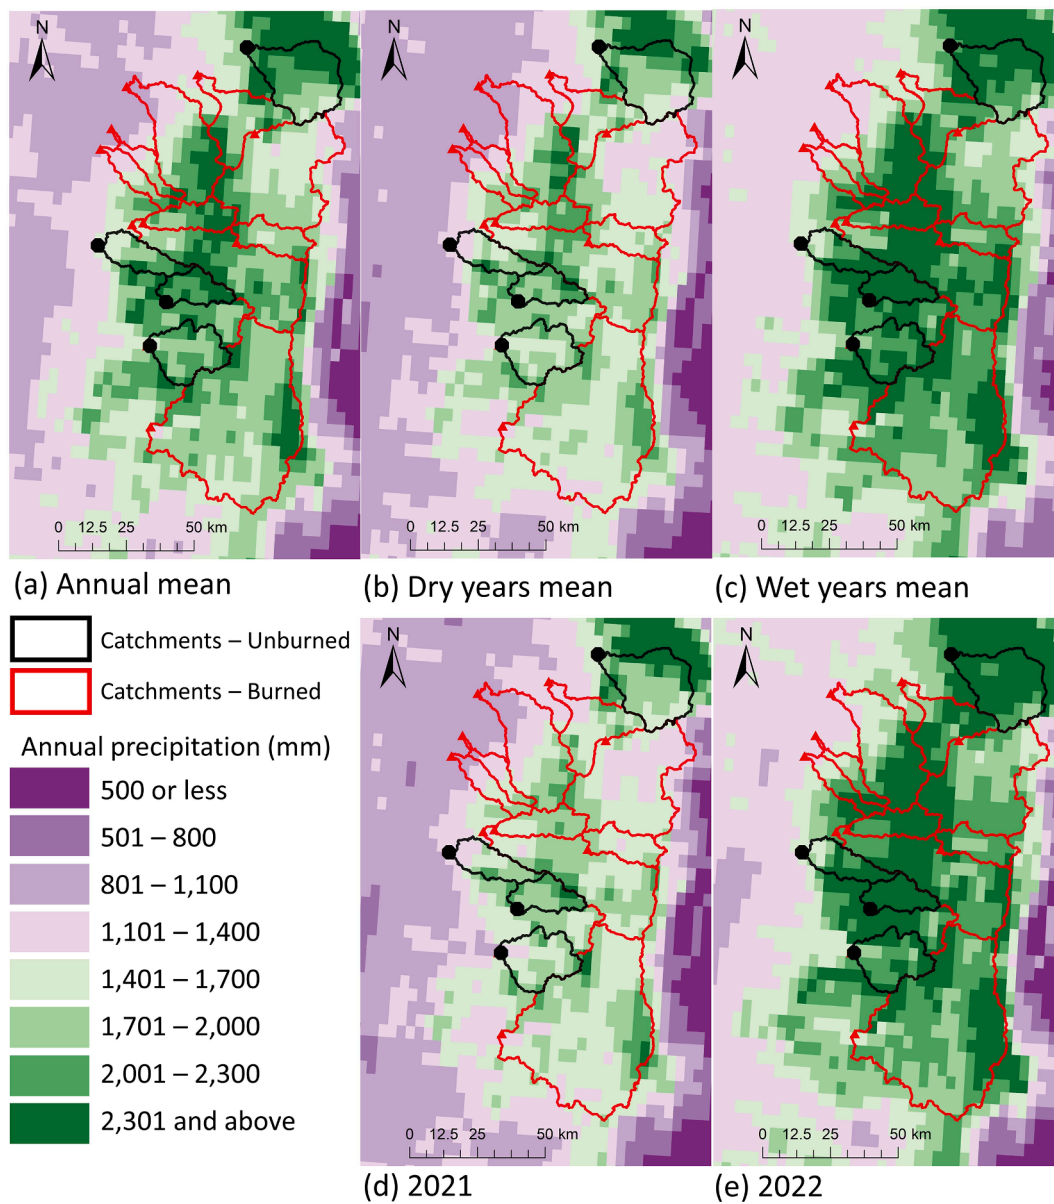 N
N
N
0 12.5 25 50 km
0 12.5 25 50 km
0 12.5 25 50 km
(a) Annual mean
(b) Dry years mean
(c) Wet years mean
Catchments – Unburned
Catchments – Burned
Annual precipitation (mm)
500 or less
501 – 800
801 – 1,100
1,101 – 1,400
1,401 – 1,700
1,701 – 2,000
2,001 – 2,300
2,301 and above
N
N
0 12.5 25 50 km
0 12.5 25 50 km
(d) 2021
(e) 2022